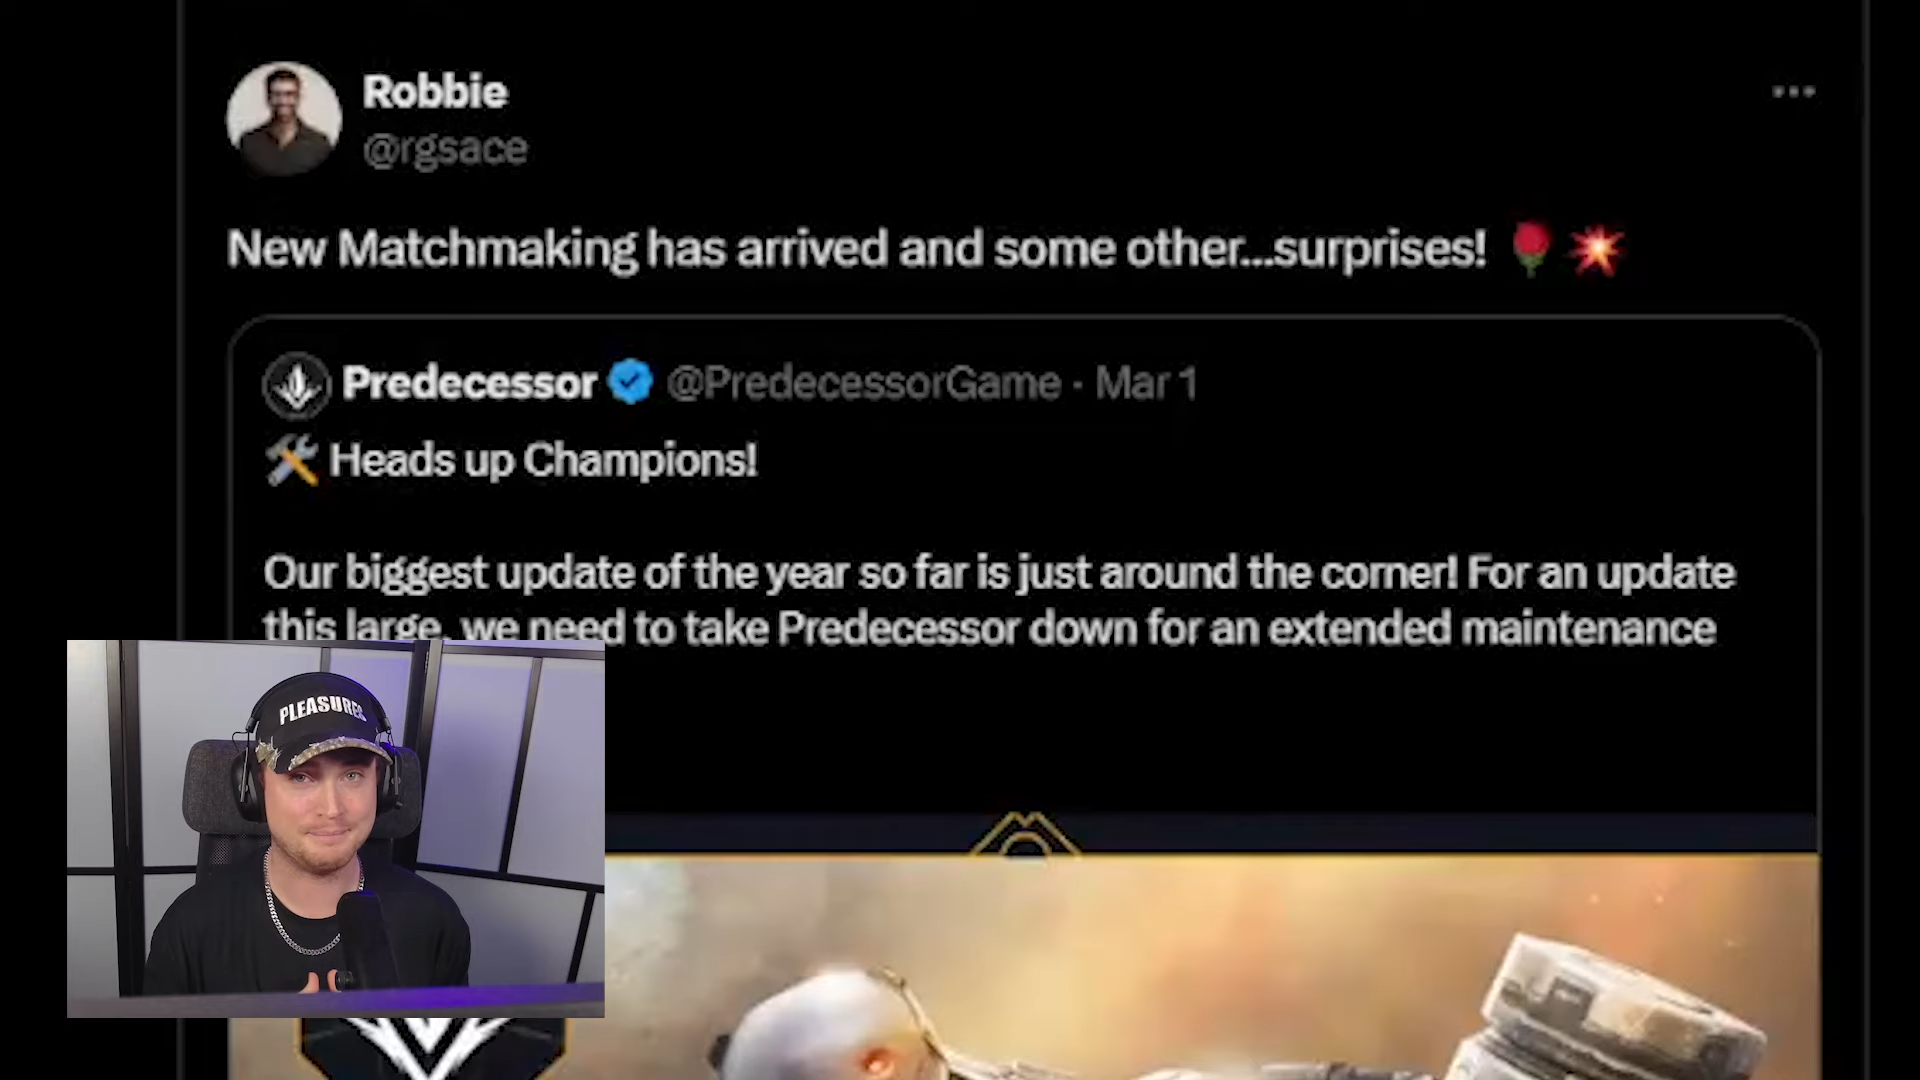 Robbie
@rgsace
New Matchmaking has arrived and some other...surprises! 🌹💥
Predecessor @PredecessorGame · Mar 1
🛠️ Heads up Champions!
Our biggest update of the year so far is just around the corner! For an update
this large, we need to take Predecessor down for an extended maintenance
PLEASURES